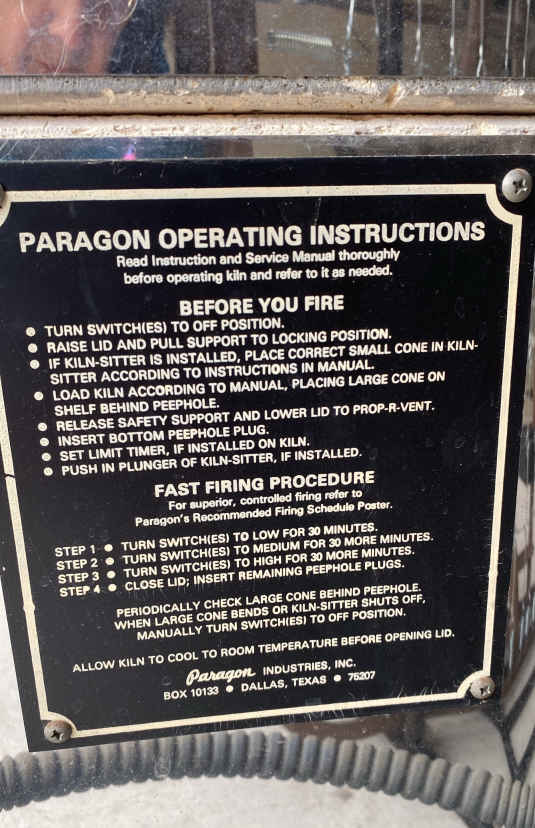 PARAGON OPERATING INSTRUCTIONS
Read Instruction and Service Manual thoroughly
before operating kiln and refer to it as needed.
BEFORE YOU FIRE
● TURN SWITCH(ES) TO OFF POSITION.
● RAISE LID AND PULL SUPPORT TO LOCKING POSITION.
● IF KILN-SITTER IS INSTALLED, PLACE CORRECT SMALL CONE IN KILN-
SITTER ACCORDING TO INSTRUCTIONS IN MANUAL.
● LOAD KILN ACCORDING TO MANUAL, PLACING LARGE CONE ON
SHELF BEHIND PEEPHOLE.
● RELEASE SAFETY SUPPORT AND LOWER LID TO PROP-R-VENT.
● INSERT BOTTOM PEEPHOLE PLUG.
● SET LIMIT TIMER, IF INSTALLED ON KILN.
● PUSH IN PLUNGER OF KILN-SITTER, IF INSTALLED.
FAST FIRING PROCEDURE
For superior, controlled firing refer to
Paragon's Recommended Firing Schedule Poster.
STEP 1 ● TURN SWITCH(ES) TO LOW FOR 30 MINUTES.
STEP 2 ● TURN SWITCH(ES) TO MEDIUM FOR 30 MORE MINUTES.
STEP 3 ● TURN SWITCH(ES) TO HIGH FOR 30 MORE MINUTES.
STEP 4 ● CLOSE LID; INSERT REMAINING PEEPHOLE PLUGS.
PERIODICALLY CHECK LARGE CONE BEHIND PEEPHOLE.
WHEN LARGE CONE BENDS OR KILN-SITTER SHUTS OFF,
MANUALLY TURN SWITCH(ES) TO OFF POSITION.
ALLOW KILN TO COOL TO ROOM TEMPERATURE BEFORE OPENING LID.
Paragon INDUSTRIES, INC.
BOX 10133 ● DALLAS, TEXAS ● 75207